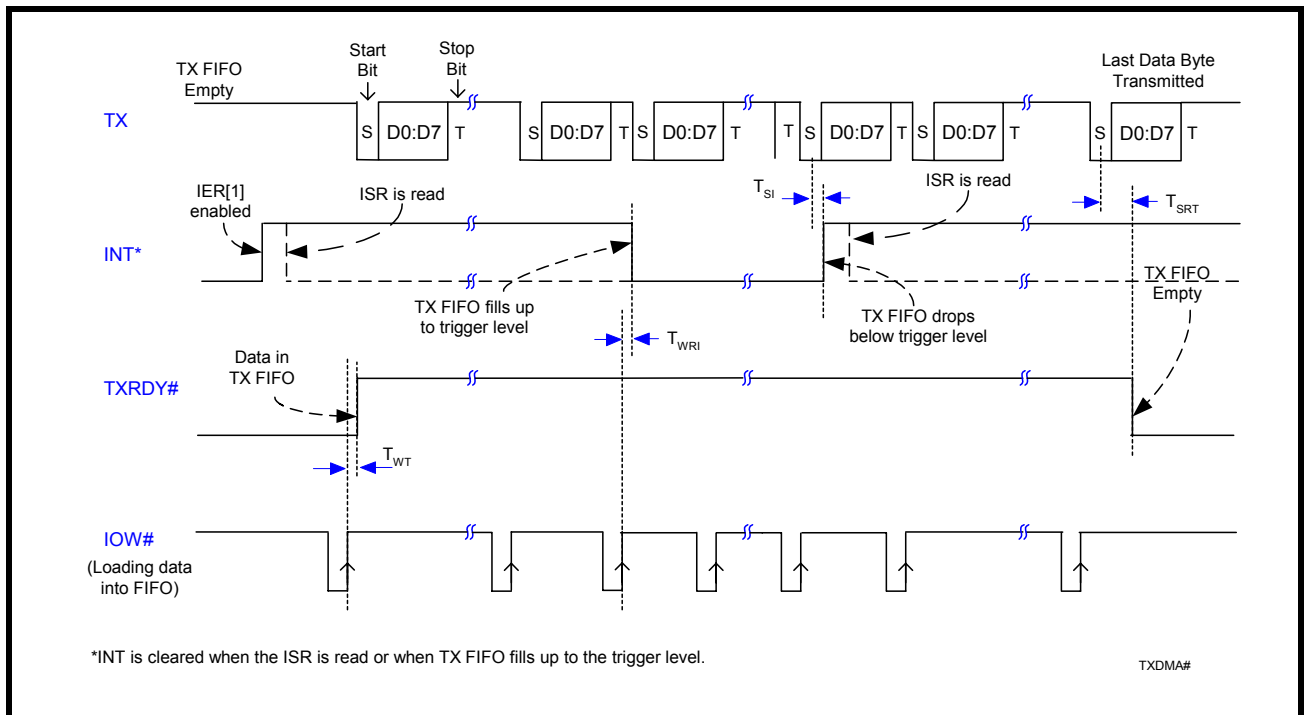 TX FIFO
Empty
Start
Bit
Stop
Bit
Last Data Byte
Transmitted
TX
S D0:D7 T S D0:D7 T S D0:D7 T T S D0:D7 T S D0:D7 T S D0:D7 T
IER[1]
enabled
ISR is read
TSI
ISR is read
TSRT
INT*
TX FIFO fills up
to trigger level
TX FIFO drops
below trigger level
TX FIFO
Empty
TWRI
Data in
TX FIFO
TXRDY#
TWT
IOW#
(Loading data
into FIFO)
*INT is cleared when the ISR is read or when TX FIFO fills up to the trigger level.
TXDMA#